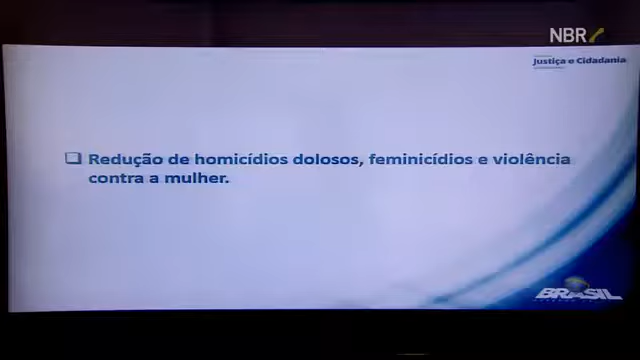 NBR
Justiça e Cidadania
Redução de homicídios dolosos, feminicídios e violência
contra a mulher.
BRASIL